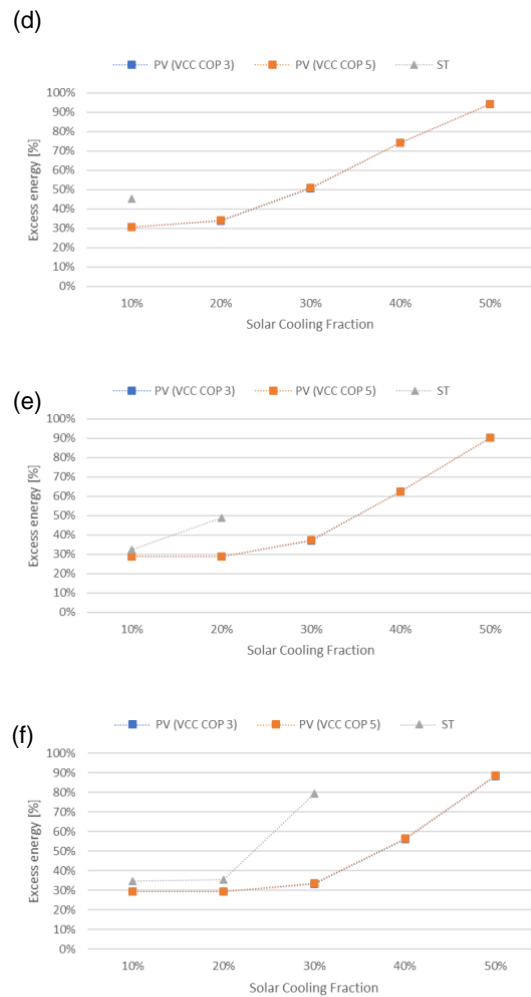 (d)
PV (VCC COP 3) PV (VCC COP 5) ST
100%
90%
80%
70%
60%
50%
40%
30%
20%
10%
0%
Excess energy [%]
10% 20% 30% 40% 50%
Solar Cooling Fraction
(e)
PV (VCC COP 3) PV (VCC COP 5) ST
100%
90%
80%
70%
60%
50%
40%
30%
20%
10%
0%
Excess energy [%]
10% 20% 30% 40% 50%
Solar Cooling Fraction
(f)
PV (VCC COP 3) PV (VCC COP 5) ST
100%
90%
80%
70%
60%
50%
40%
30%
20%
10%
0%
Excess energy [%]
10% 20% 30% 40% 50%
Solar Cooling Fraction